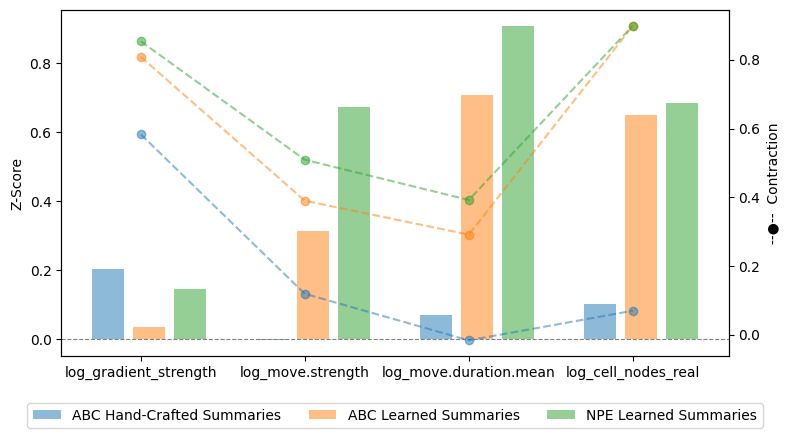 Z-Score
0.8
0.6
0.4
0.2
0.0
0.8
0.6
0.4
0.2
0.0
--●-- Contraction
log_gradient_strength log_move.strength log_move.duration.mean log_cell_nodes_real
ABC Hand-Crafted Summaries ABC Learned Summaries NPE Learned Summaries